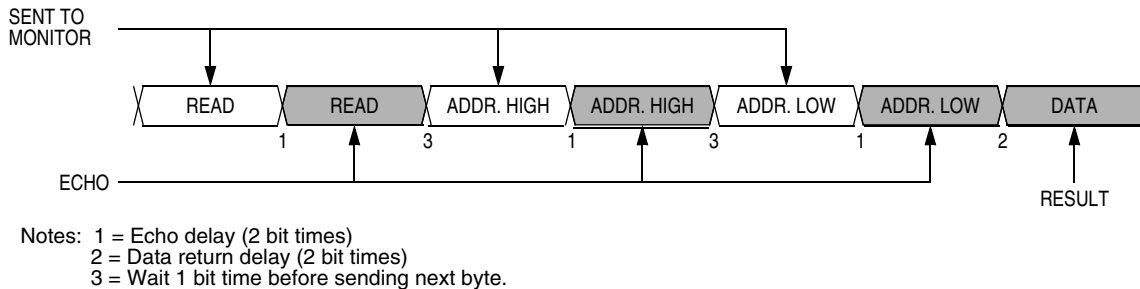 SENT TO
MONITOR
READ READ ADDR. HIGH ADDR. HIGH ADDR. LOW ADDR. LOW DATA
1 3 1 3 1 2
ECHO
RESULT
Notes: 1 = Echo delay (2 bit times)
2 = Data return delay (2 bit times)
3 = Wait 1 bit time before sending next byte.